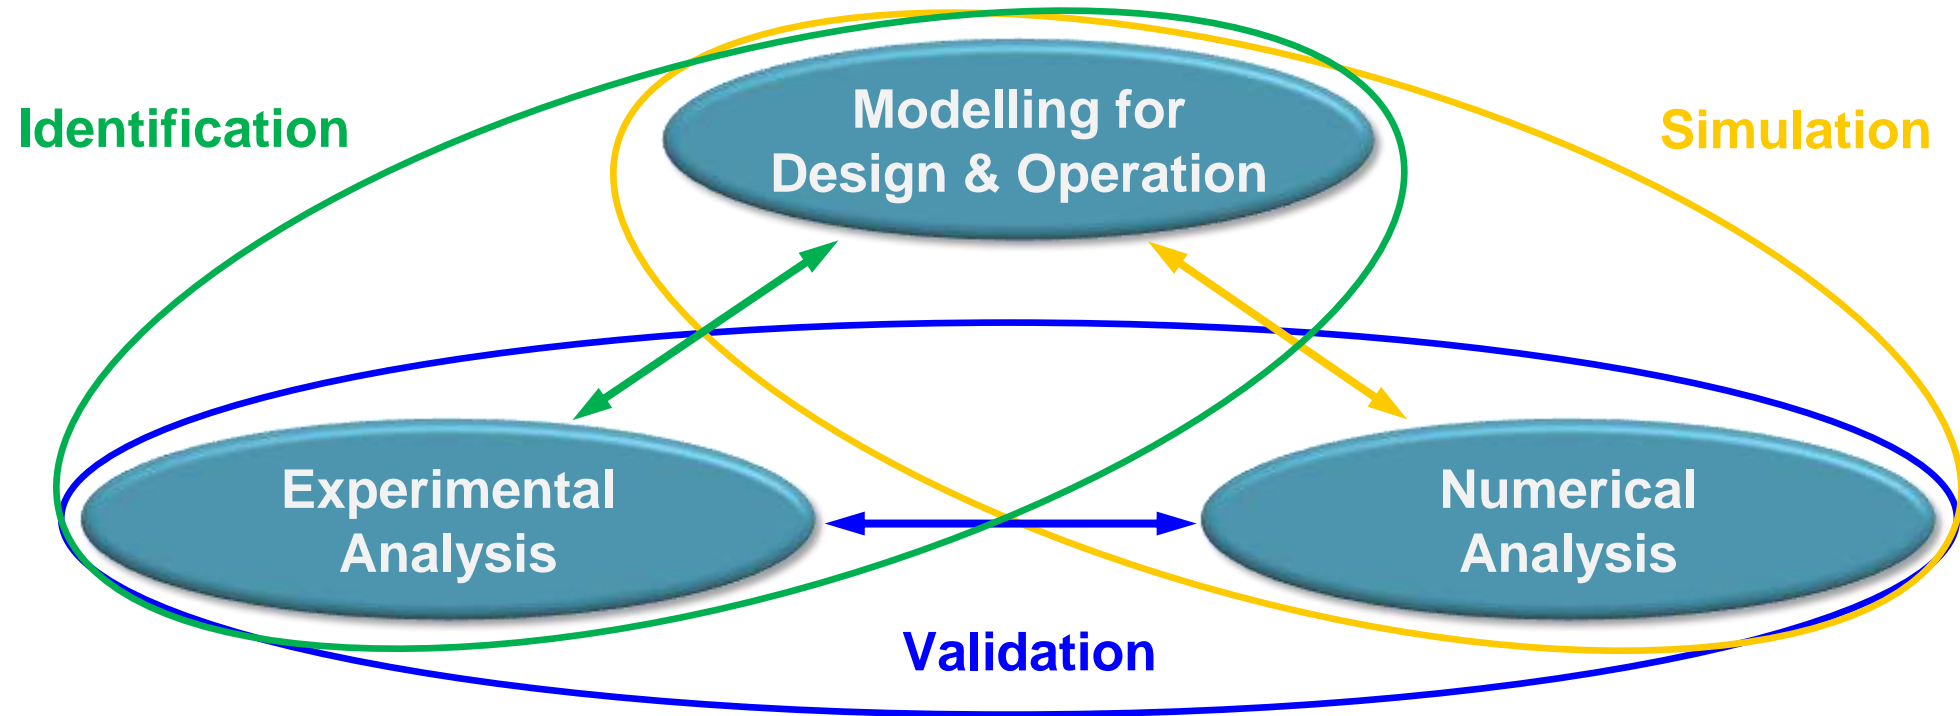 Modelling for
Design & Operation
Identification
Simulation
Experimental
Analysis
Numerical
Analysis
Validation